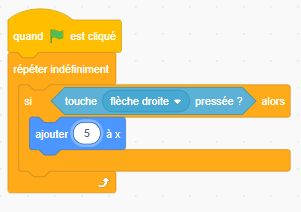 quand est cliqué
répéter indéfiniment
si touche flèche droite pressée ? alors
ajouter 5 à x